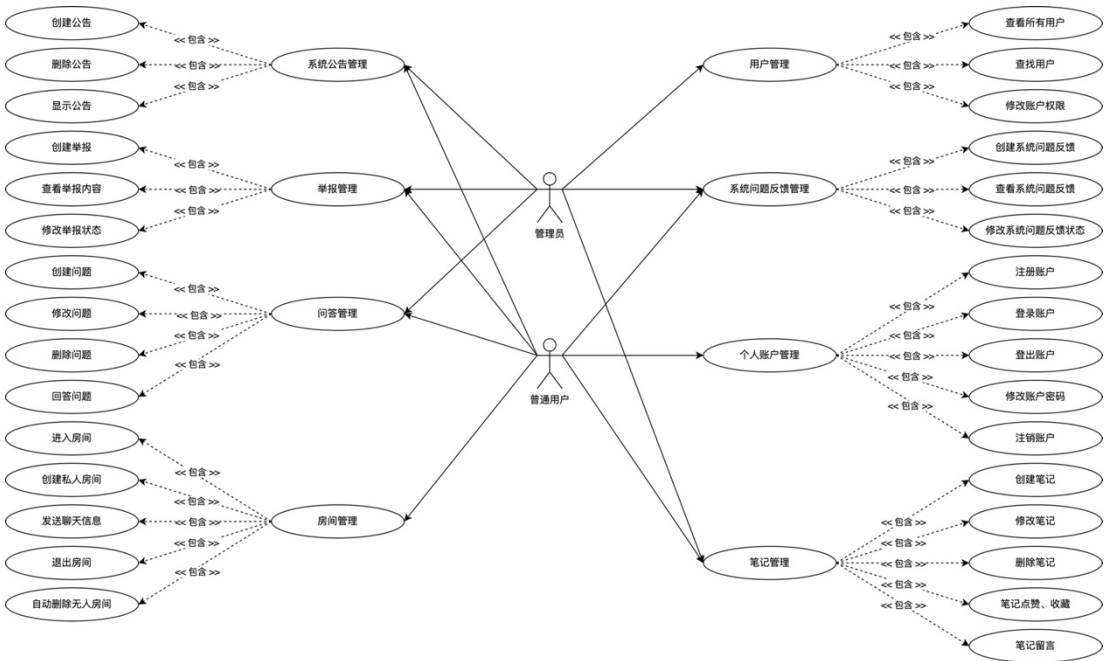 创建公告
<< 包含 >>
删除公告
<< 包含 >>
显示公告
<< 包含 >>
系统公告管理
创建举报
<< 包含 >>
查看举报内容
<< 包含 >>
修改举报状态
<< 包含 >>
举报管理
创建问题
<< 包含 >>
修改问题
<< 包含 >>
删除问题
<< 包含 >>
回答问题
<< 包含 >>
问答管理
进入房间
<< 包含 >>
创建私人房间
<< 包含 >>
发送聊天信息
<< 包含 >>
退出房间
<< 包含 >>
自动删除无人房间
<< 包含 >>
房间管理
管理员
普通用户
用户管理
<< 包含 >>
查看所有用户
<< 包含 >>
查找用户
<< 包含 >>
修改账户权限
系统问题反馈管理
<< 包含 >>
创建系统问题反馈
<< 包含 >>
查看系统问题反馈
<< 包含 >>
修改系统问题反馈状态
个人账户管理
<< 包含 >>
注册账户
<< 包含 >>
登录账户
<< 包含 >>
登出账户
<< 包含 >>
修改账户密码
<< 包含 >>
注销账户
笔记管理
<< 包含 >>
创建笔记
<< 包含 >>
修改笔记
<< 包含 >>
删除笔记
<< 包含 >>
笔记点赞、收藏
<< 包含 >>
笔记留言